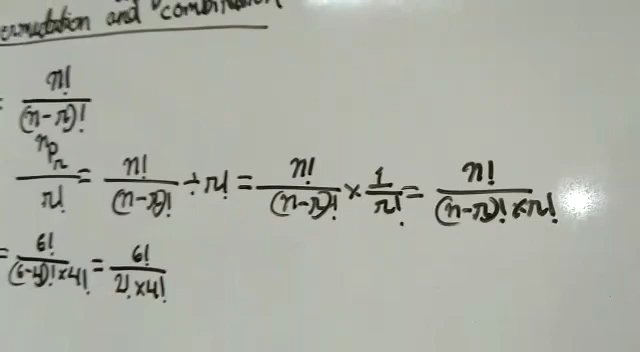 ermutation and combination
= n!/(n-r)!
nPr/r! = n!/(n-r)! ÷ r! = n!/(n-r)! × 1/r! = n!/(n-r)! × r!
= 6!/(6-4)! × 4! = 6!/2! × 4!